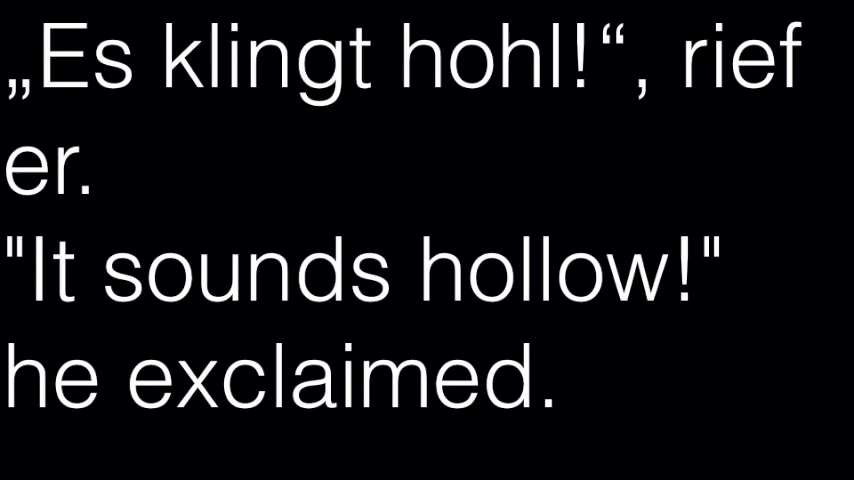 „Es klingt hohl!“, rief
er.
"It sounds hollow!"
he exclaimed.